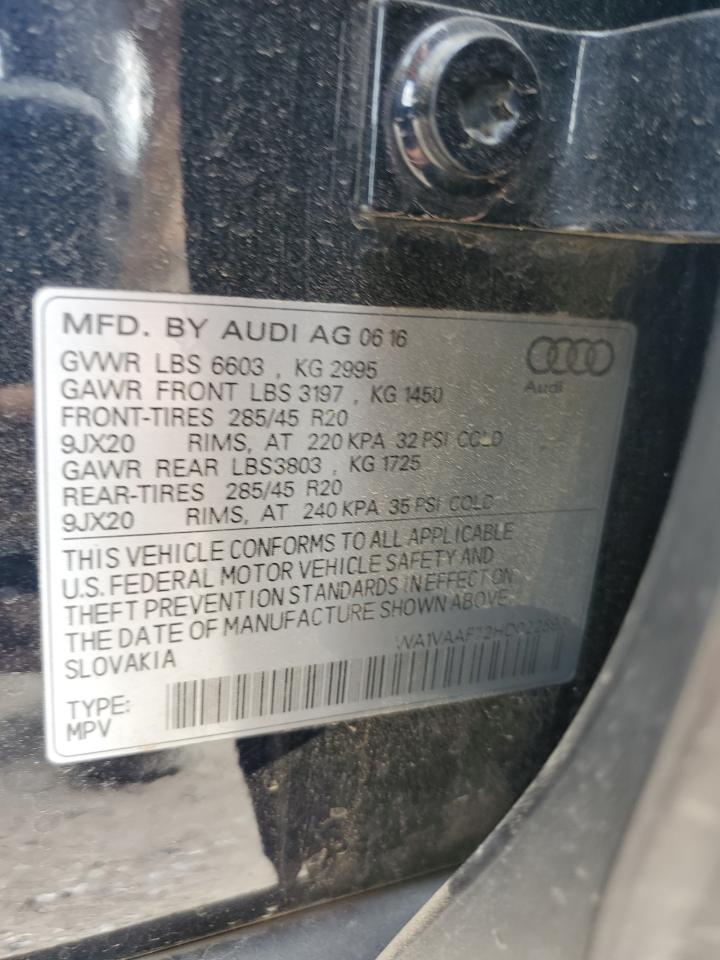 MFD. BY AUDI AG 06 16
GVWR LBS 6603 , KG 2995
GAWR FRONT LBS 3197 , KG 1450
FRONT-TIRES 285/45 R20
9JX20 RIMS, AT 220 KPA 32 PSI COLD
GAWR REAR LBS3803 , KG 1725
REAR-TIRES 285/45 R20
9JX20 RIMS, AT 240 KPA 35 PSI COLD
Audi
THIS VEHICLE CONFORMS TO ALL APPLICABLE
U.S. FEDERAL MOTOR VEHICLE SAFETY AND
THEFT PREVENTION STANDARDS IN EFFECT ON
THE DATE OF MANUFACTURE SHOWN ABOVE.
SLOVAKIA
TYPE:
MPV